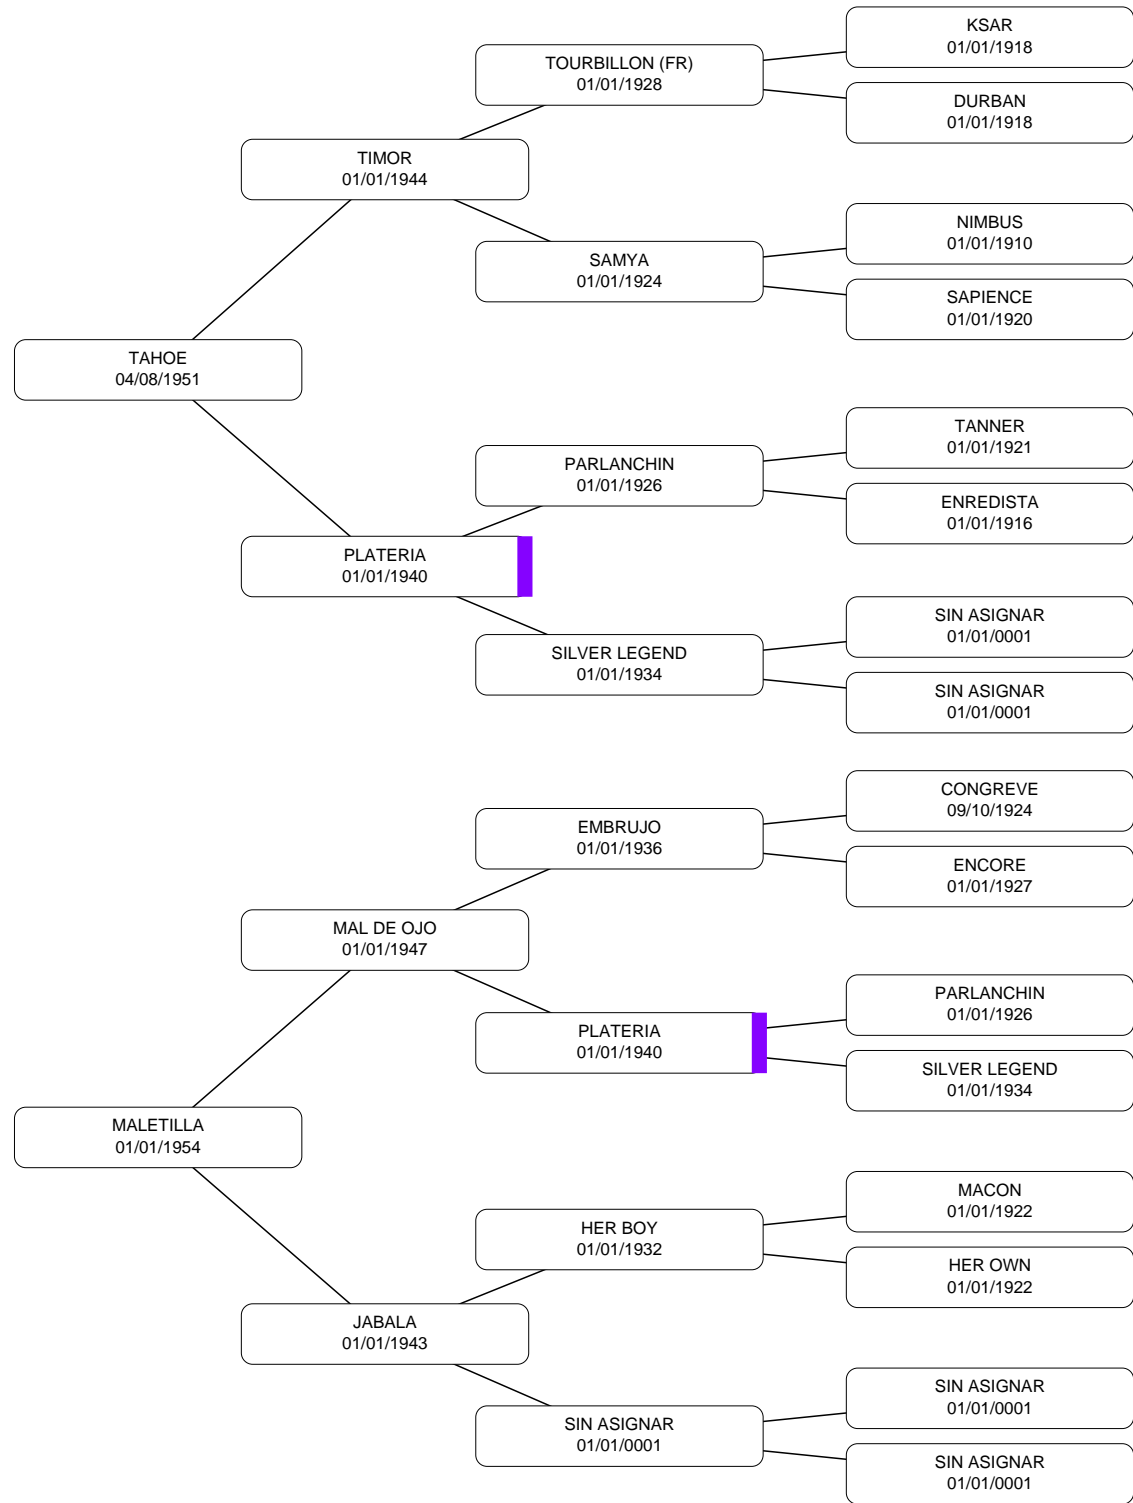 KSAR
01/01/1918
TOURBILLON (FR)
01/01/1928
DURBAN
01/01/1918
TIMOR
01/01/1944
NIMBUS
01/01/1910
SAMYA
01/01/1924
SAPIENCE
01/01/1920
TAHOE
04/08/1951
TANNER
01/01/1921
PARLANCHIN
01/01/1926
ENREDISTA
01/01/1916
PLATERIA
01/01/1940
SIN ASIGNAR
01/01/0001
SILVER LEGEND
01/01/1934
SIN ASIGNAR
01/01/0001
CONGREVE
09/10/1924
EMBRUJO
01/01/1936
ENCORE
01/01/1927
MAL DE OJO
01/01/1947
PARLANCHIN
01/01/1926
PLATERIA
01/01/1940
SILVER LEGEND
01/01/1934
MALETILLA
01/01/1954
MACON
01/01/1922
HER BOY
01/01/1932
HER OWN
01/01/1922
JABALA
01/01/1943
SIN ASIGNAR
01/01/0001
SIN ASIGNAR
01/01/0001
SIN ASIGNAR
01/01/0001